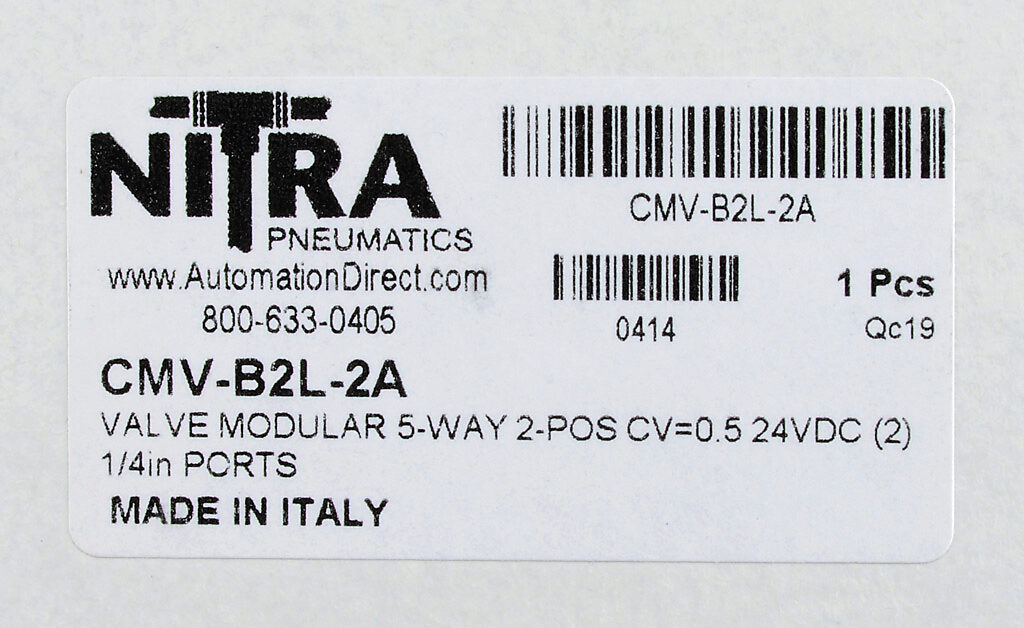 NITRA
PNEUMATICS
www.AutomationDirect.com
800-633-0405
CMV-B2L-2A
0414
1 Pcs
Qc19
CMV-B2L-2A
VALVE MODULAR 5-WAY 2-POS CV=0.5 24VDC (2)
1/4in PORTS
MADE IN ITALY